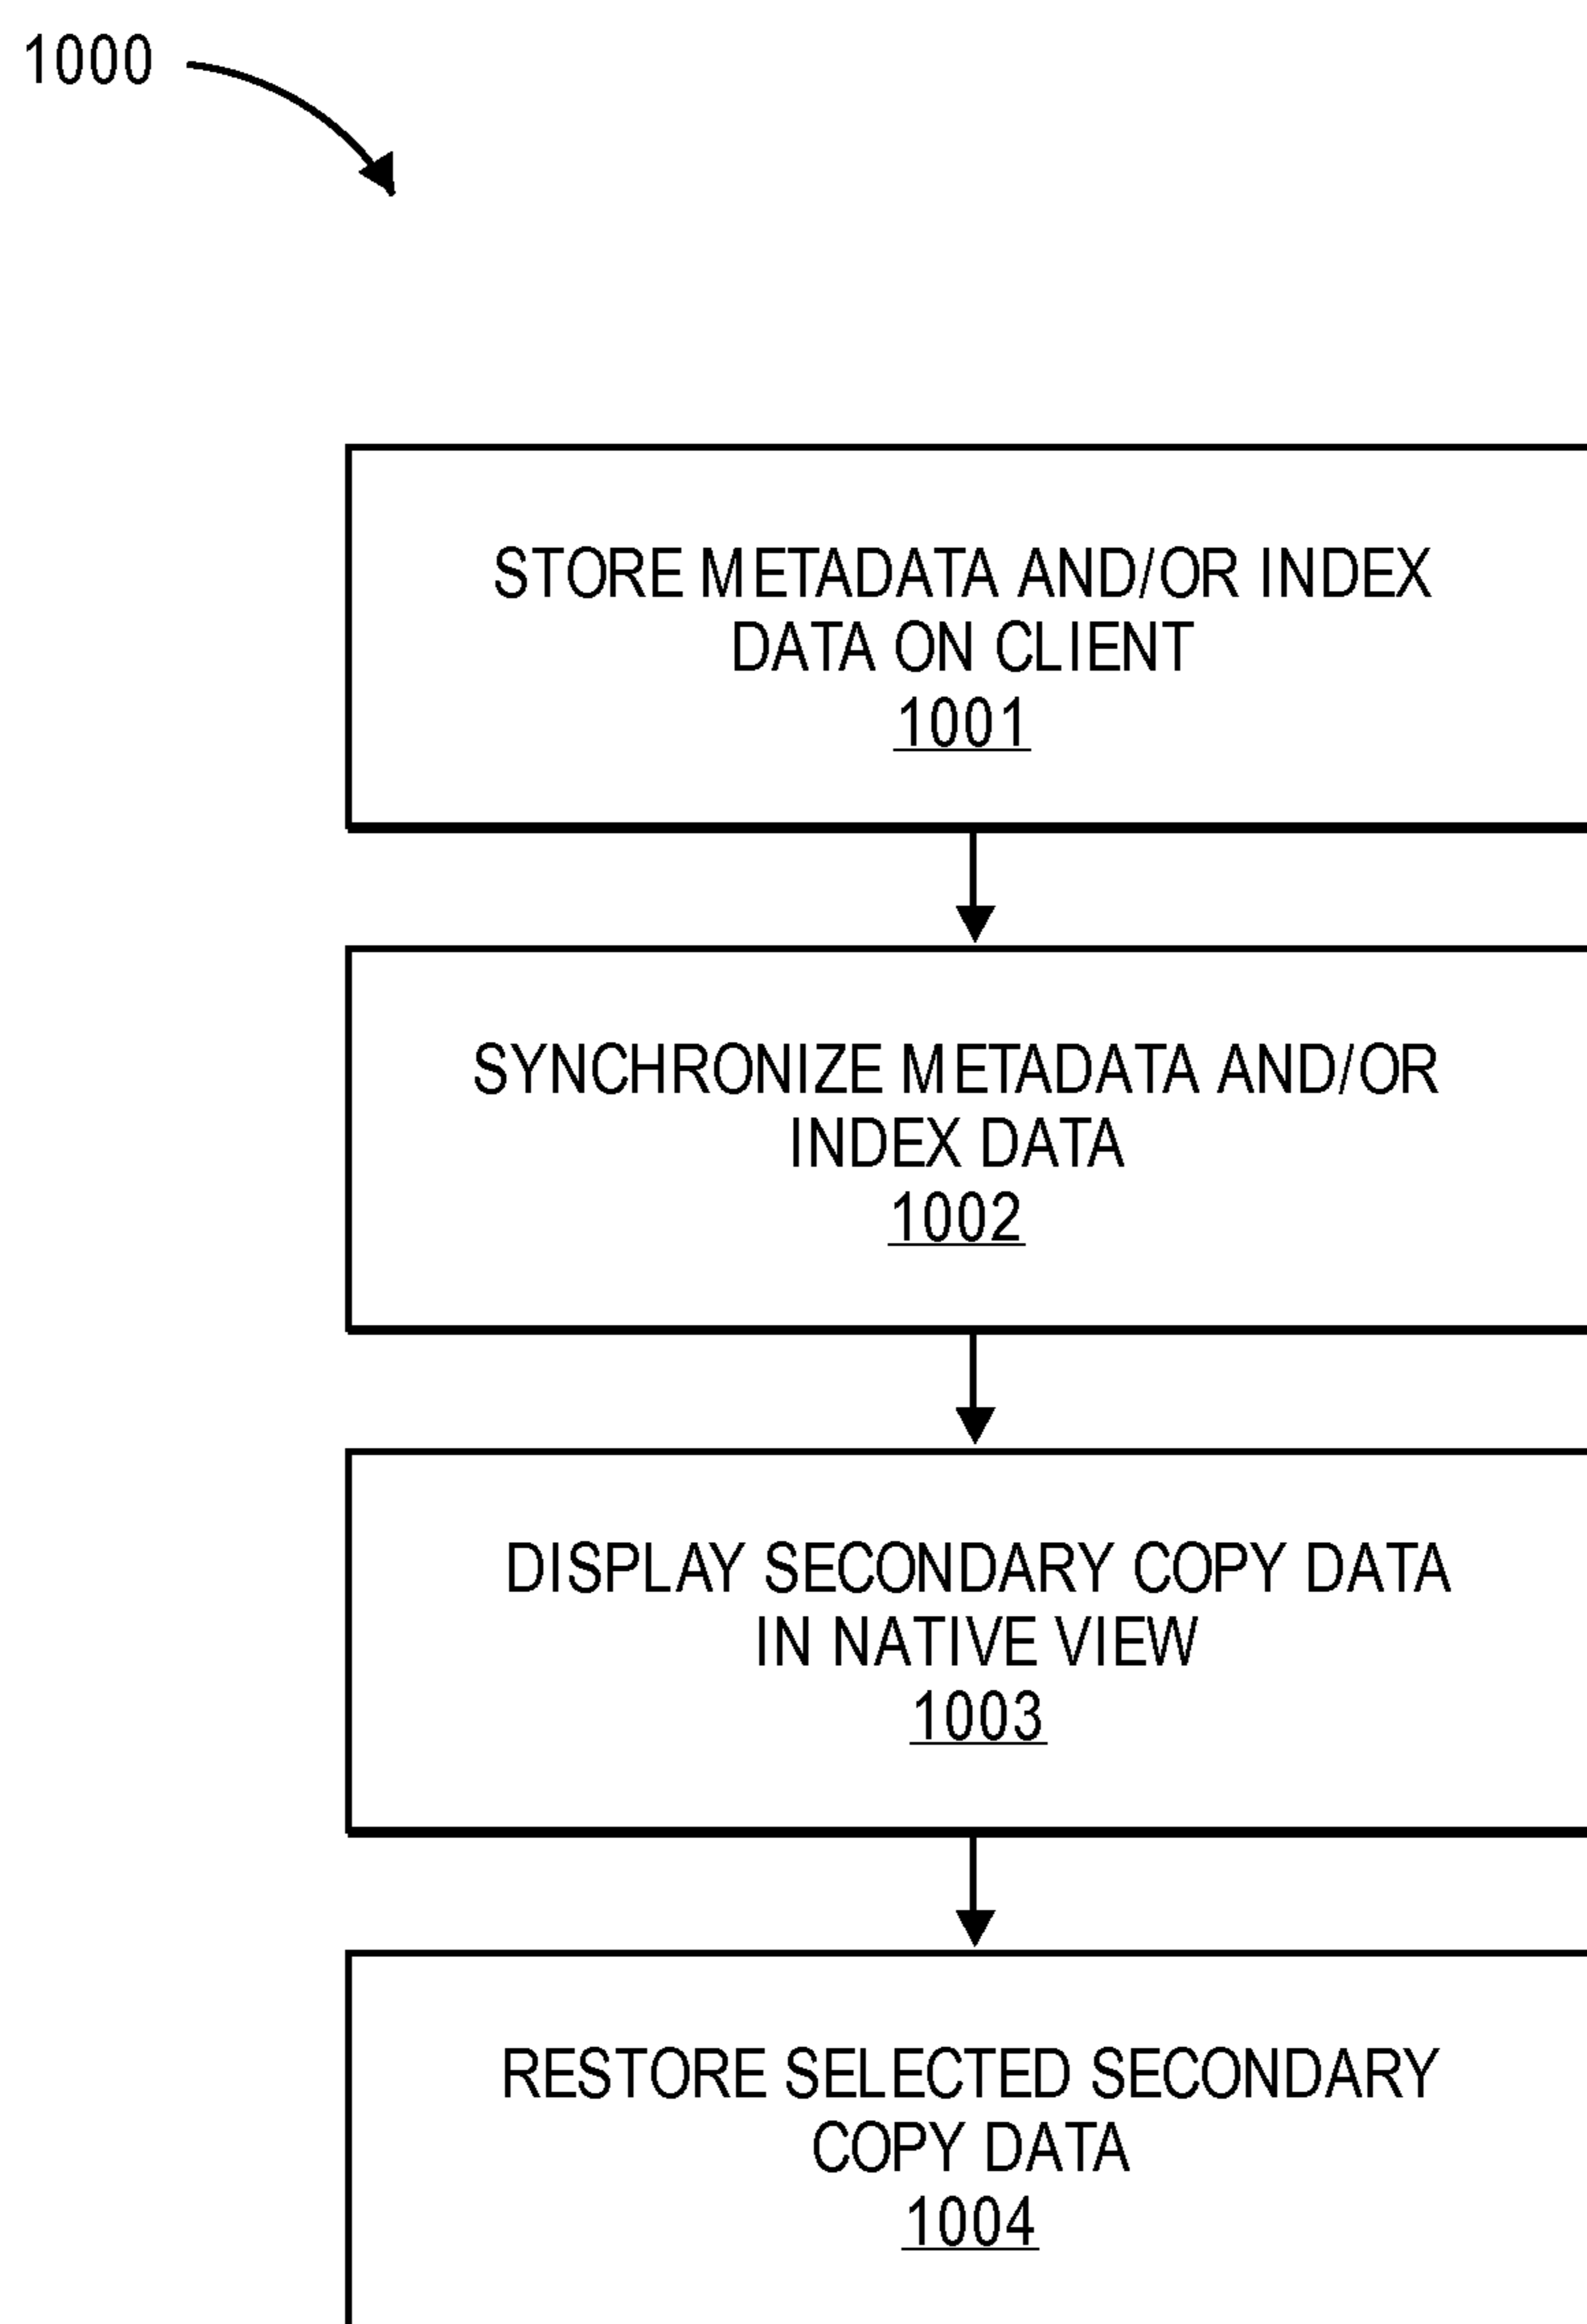 1000
STORE METADATA AND/OR INDEX
DATA ON CLIENT
1001
SYNCHRONIZE METADATA AND/OR
INDEX DATA
1002
DISPLAY SECONDARY COPY DATA
IN NATIVE VIEW
1003
RESTORE SELECTED SECONDARY
COPY DATA
1004